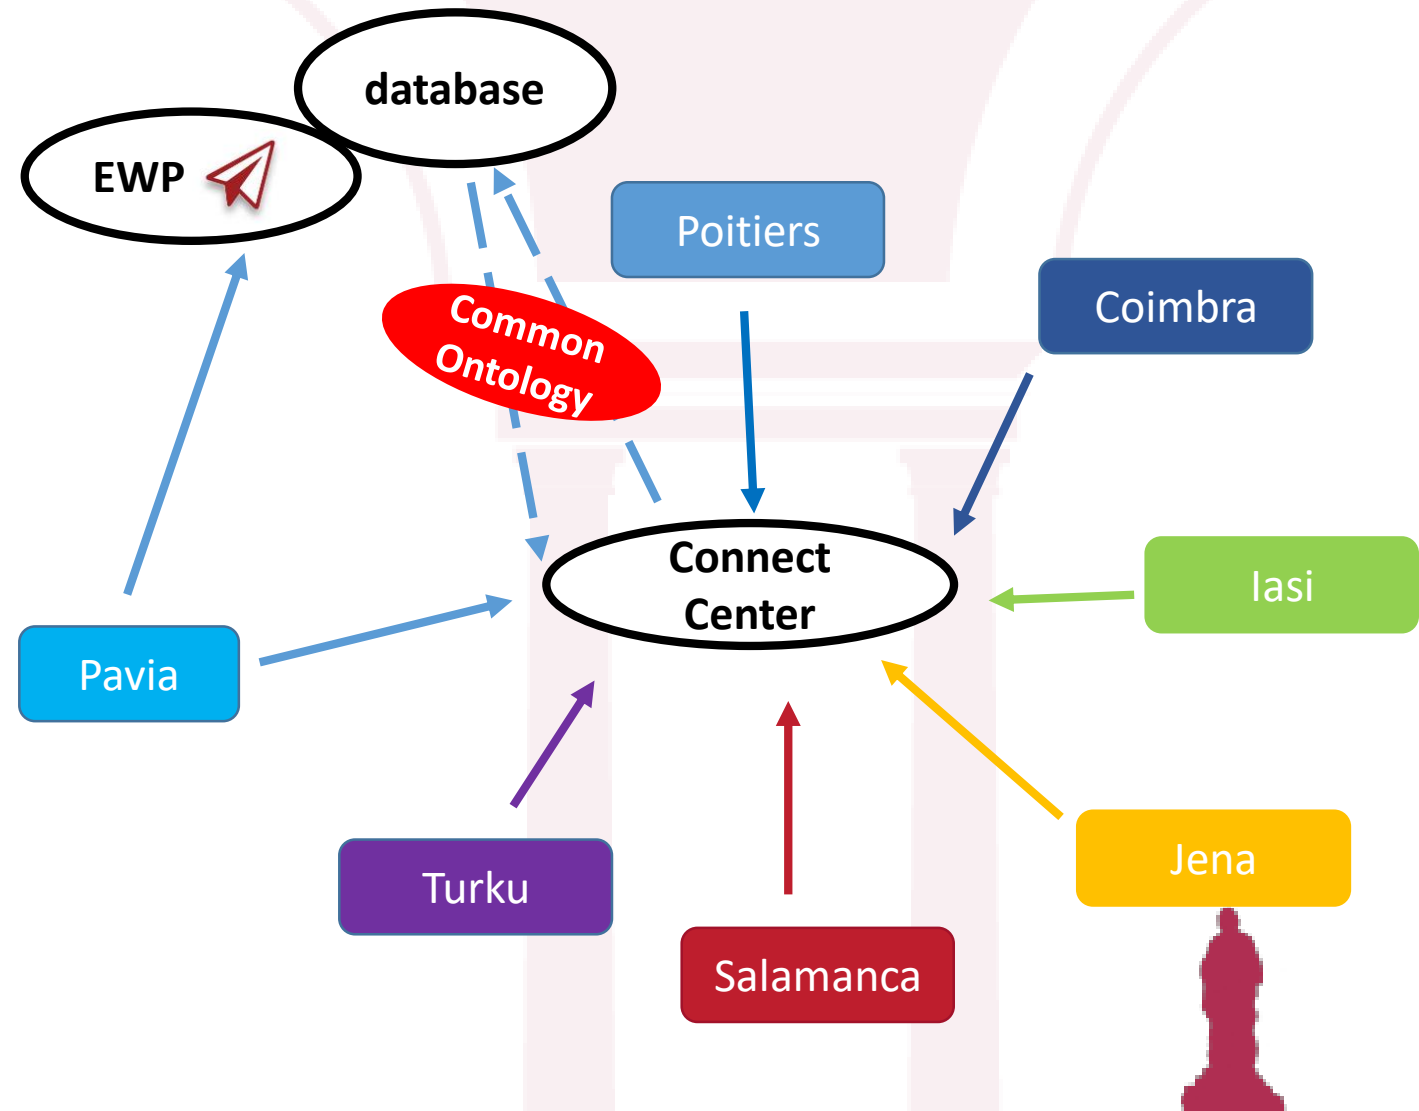 database
EWP
Poitiers
Coimbra
Common
Ontology
Connect
Center
Iasi
Pavia
Turku
Jena
Salamanca